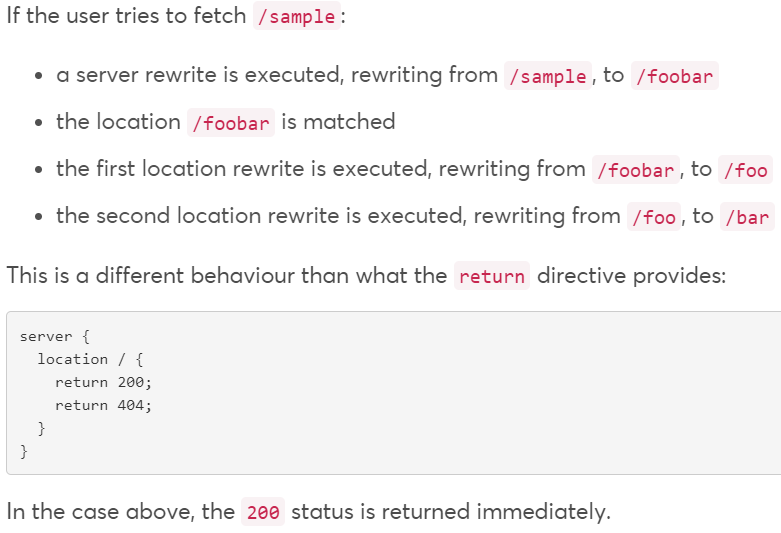 If the user tries to fetch /sample:
• a server rewrite is executed, rewriting from /sample, to /foobar
• the location /foobar is matched
• the first location rewrite is executed, rewriting from /foobar, to /foo
• the second location rewrite is executed, rewriting from /foo, to /bar
This is a different behaviour than what the return directive provides:
server {
  location / {
    return 200;
    return 404;
  }
}
In the case above, the 200 status is returned immediately.